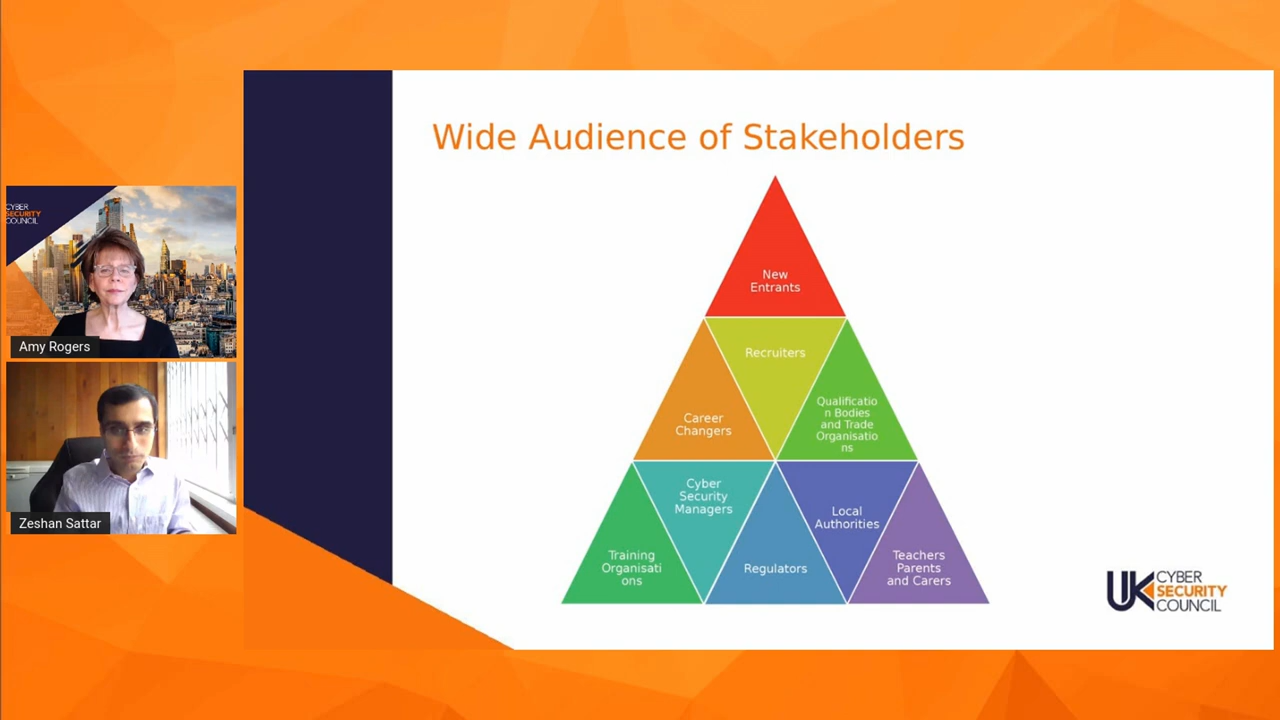 Wide Audience of Stakeholders
New
Entrants
Recruiters
Career
Changers
Qualificatio
n Bodies
and Trade
Organisatio
ns
Cyber
Security
Managers
Local
Authorities
Training
Organisati
ons
Regulators
Teachers
Parents
and Carers
UK
CYBER
SECURITY
COUNCIL
CYBER
SECURITY
COUNCIL
Amy Rogers
Zeshan Sattar